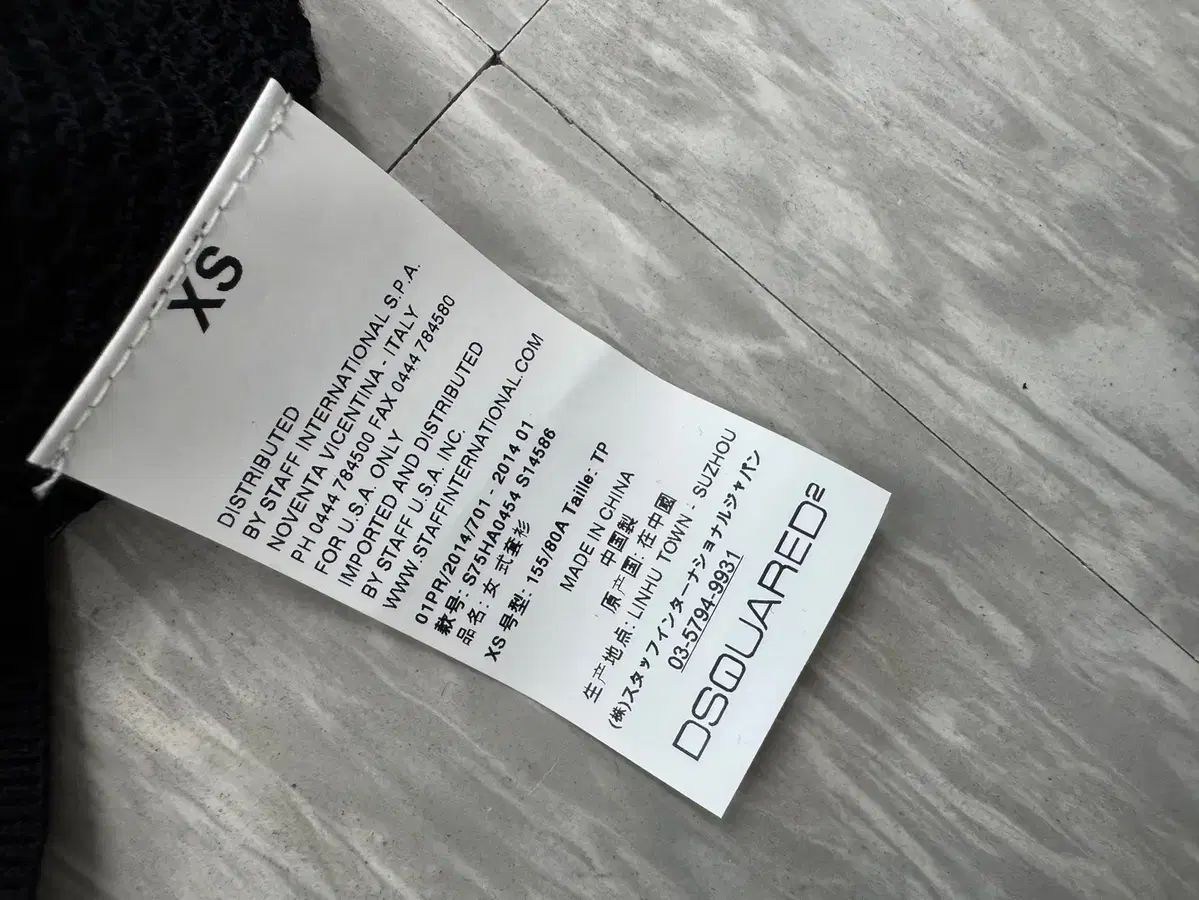 XS
DISTRIBUTED
BY STAFF INTERNATIONAL S.P.A.
NOVENTA VICENTINA - ITALY
PH 0444 784500 FAX 0444 784580
FOR U.S.A. ONLY
IMPORTED AND DISTRIBUTED
BY STAFF U.S.A. INC.
WWW.STAFFINTERNATIONAL.COM
01PR/2014/701 - 2014 01
款号: S75HA0454 S14586
品名: 女 式套衫
XS 号型: 155/80A Taille: TP
MADE IN CHINA
中国製
原产国: 在中國
生产地点: LINHU TOWN - SUZHOU
(株)スタッフインターナショナルジャパン
03-5794-9931
DSQUARED2